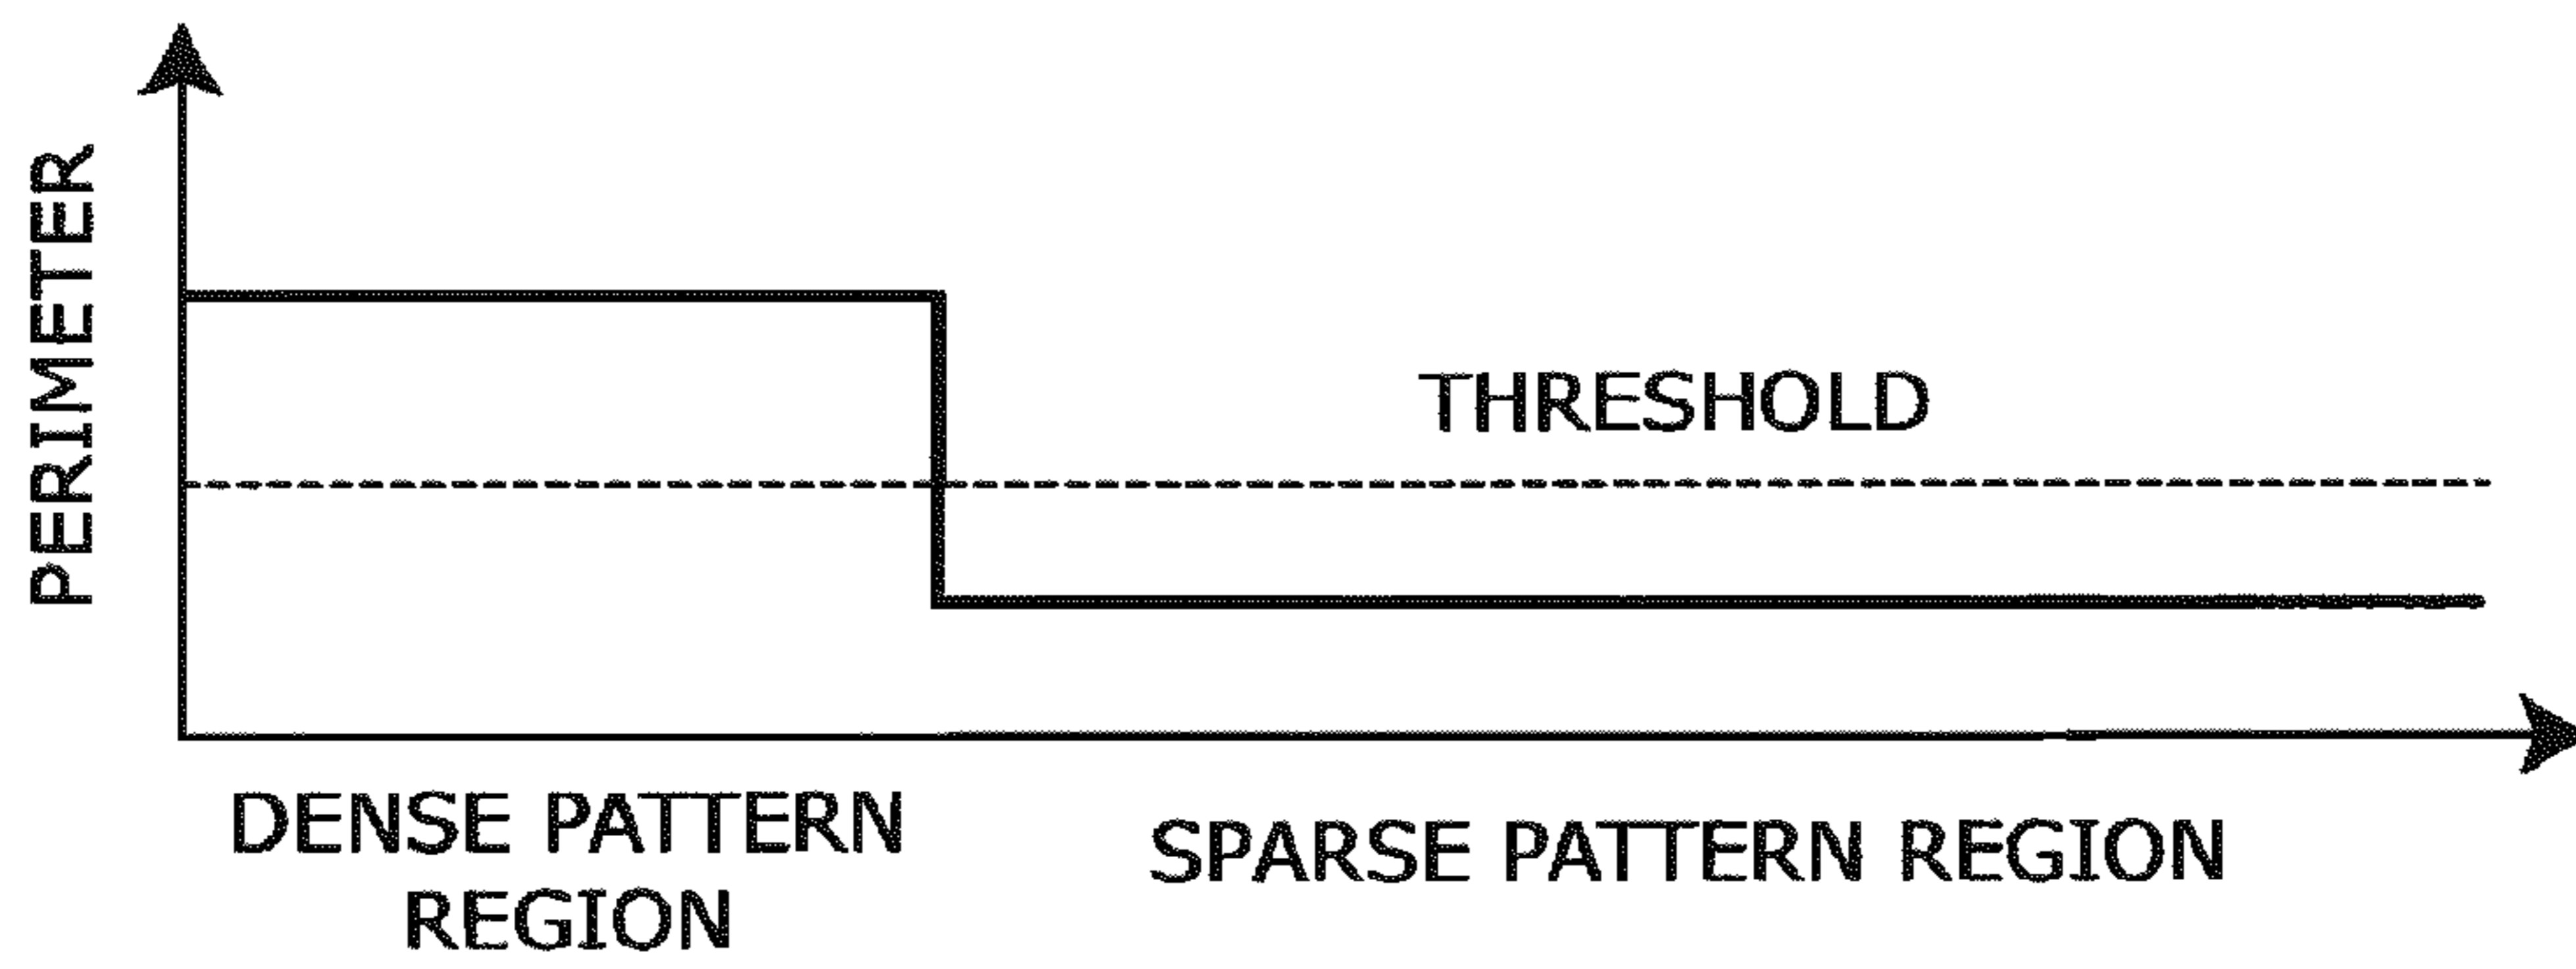 PERIMETER
THRESHOLD
DENSE PATTERN
REGION
SPARSE PATTERN REGION